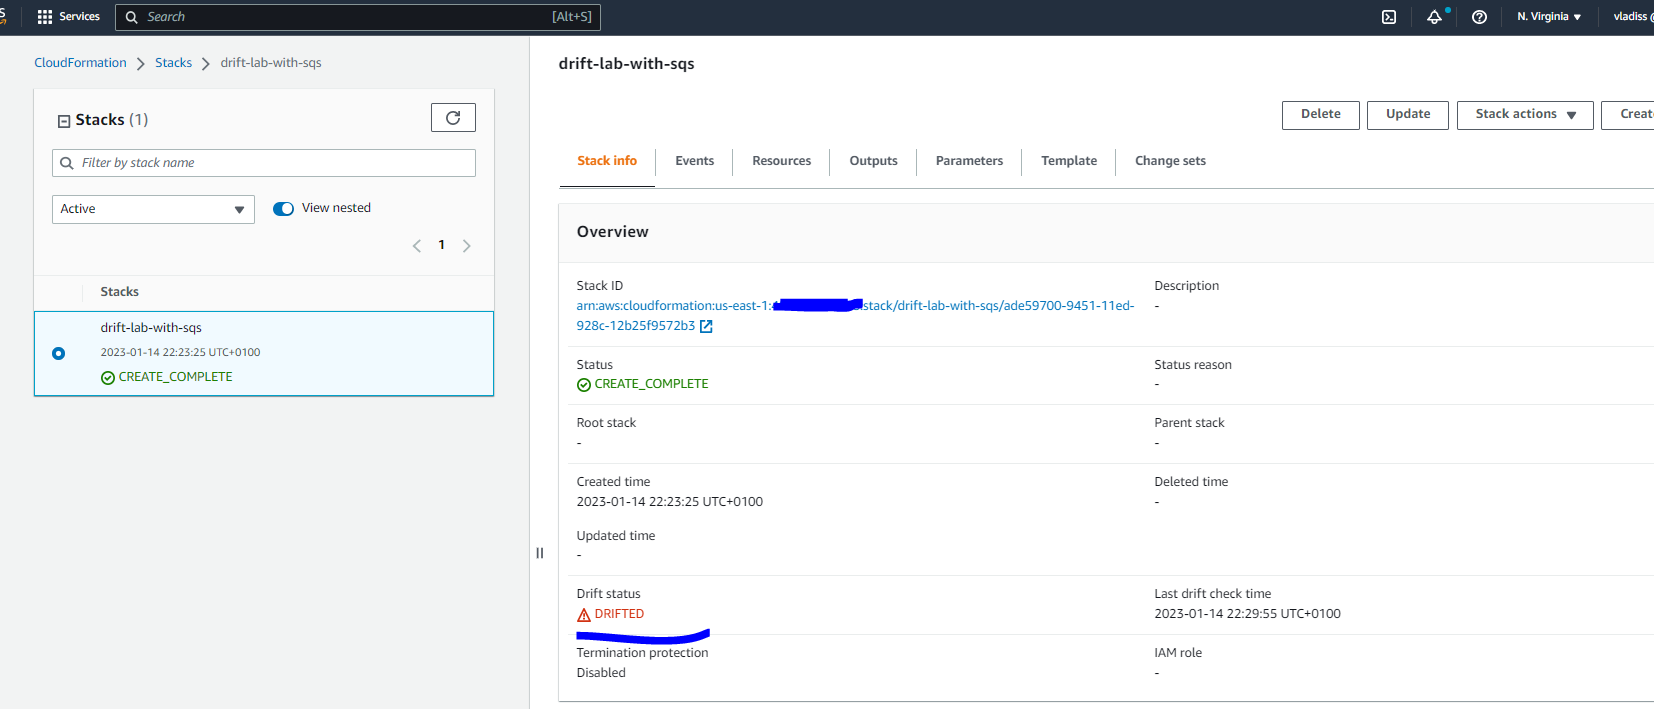 Services
Search
[Alt+S]
N. Virginia
vladiss
CloudFormation
Stacks
drift-lab-with-sqs
Stacks (1)
Filter by stack name
Active
View nested
1
Stacks
drift-lab-with-sqs
2023-01-14 22:23:25 UTC+0100
CREATE_COMPLETE
drift-lab-with-sqs
Delete
Update
Stack actions
Stack info
Events
Resources
Outputs
Parameters
Template
Change sets
Overview
Stack ID
arn:aws:cloudformation:us-east-1: stack/drift-lab-with-sqs/ade59700-9451-11ed-
928c-12b25f9572b3
Description
-
Status
CREATE_COMPLETE
Status reason
-
Root stack
-
Parent stack
-
Created time
2023-01-14 22:23:25 UTC+0100
Deleted time
-
Updated time
-
Drift status
DRIFTED
Last drift check time
2023-01-14 22:29:55 UTC+0100
Termination protection
Disabled
IAM role
-